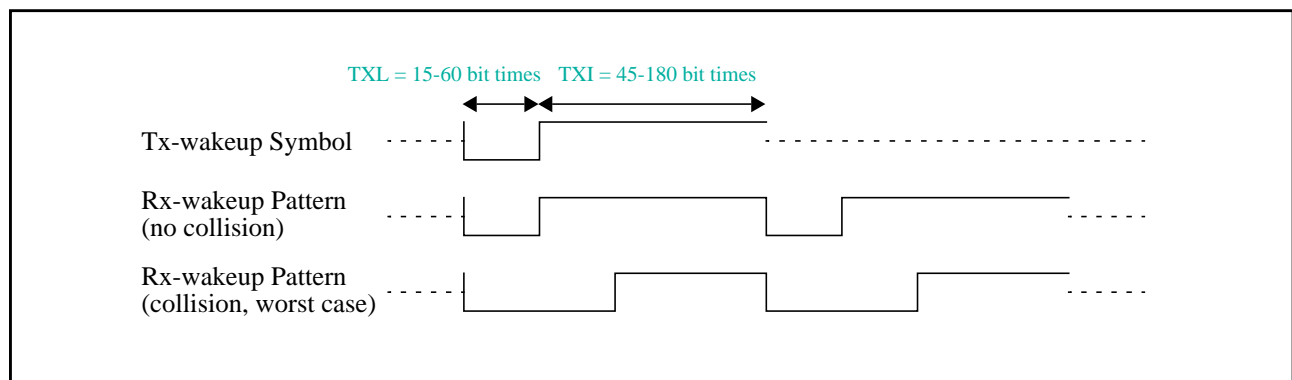 TXL = 15-60 bit times TXI = 45-180 bit times
Tx-wakeup Symbol
Rx-wakeup Pattern
(no collision)
Rx-wakeup Pattern
(collision, worst case)